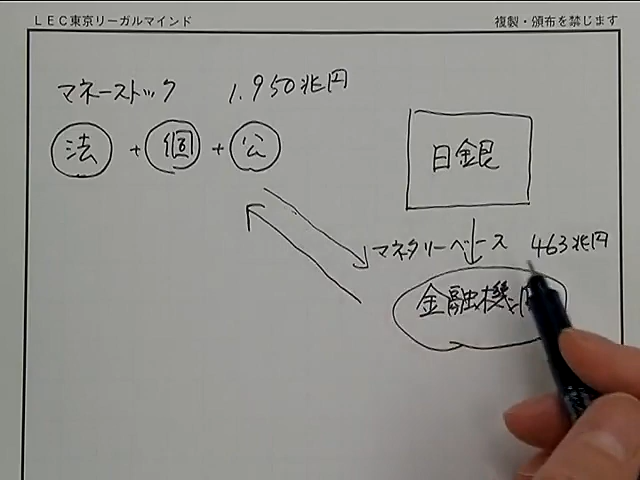 LEC東京リーガルマインド
複製・頒布を禁じます
マネーストック 1.950兆円
法 + 個 + 公
日銀
マネタリーベース 463兆円
金融機